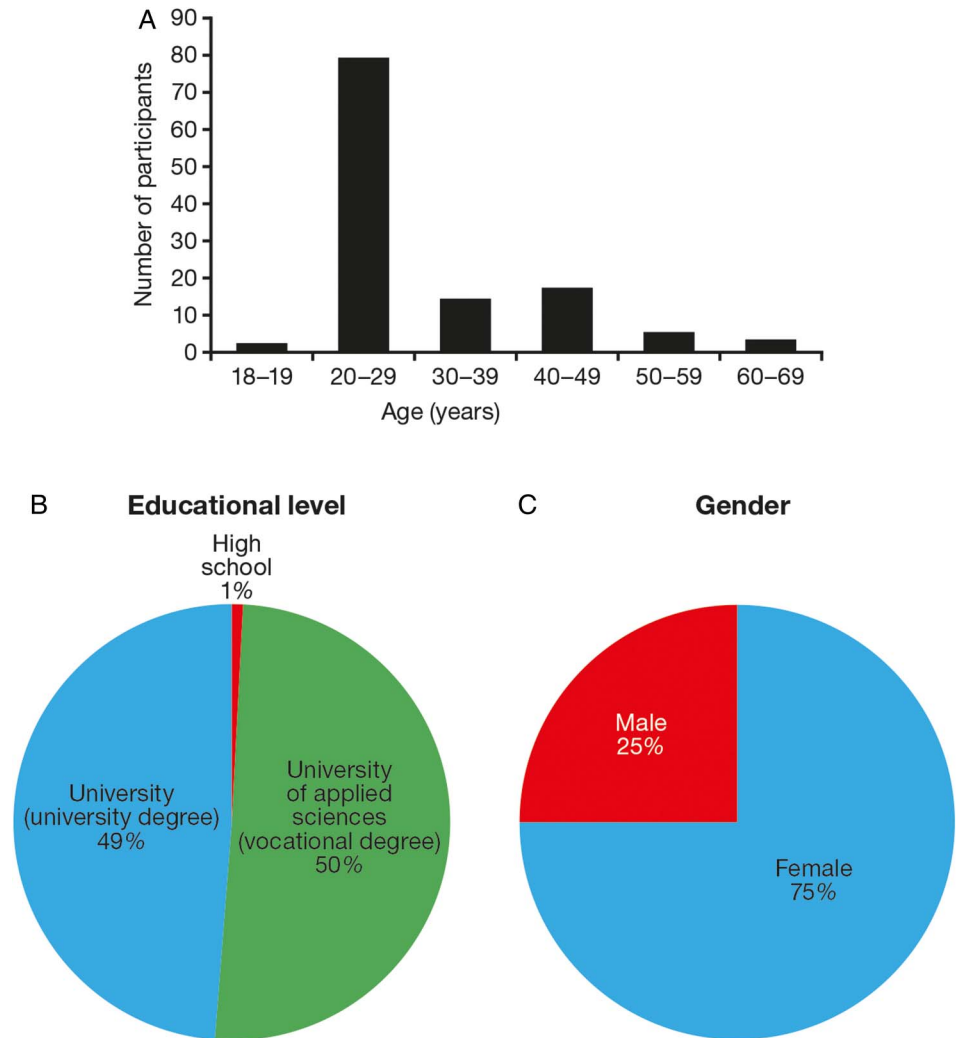 A
90
80
70
60
50
40
30
20
10
0
Number of participants
18–19 20–29 30–39 40–49 50–59 60–69
Age (years)
B
Educational level
High
school
1%
University
(university degree)
49%
University
of applied
sciences
(vocational degree)
50%
C
Gender
Male
25%
Female
75%